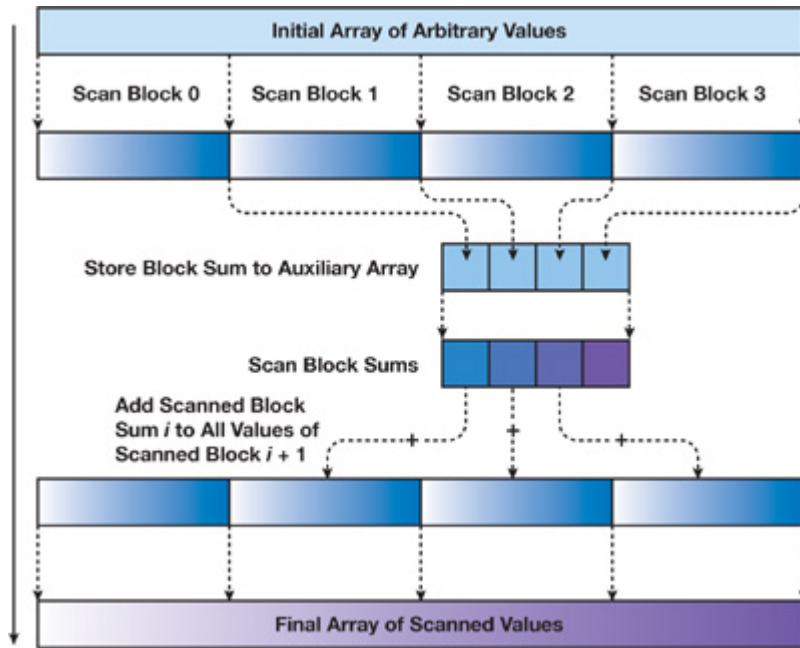 Initial Array of Arbitrary Values
Scan Block 0 Scan Block 1 Scan Block 2 Scan Block 3
Store Block Sum to Auxiliary Array
Scan Block Sums
Add Scanned Block
Sum i to All Values of
Scanned Block i + 1
+ + +
Final Array of Scanned Values